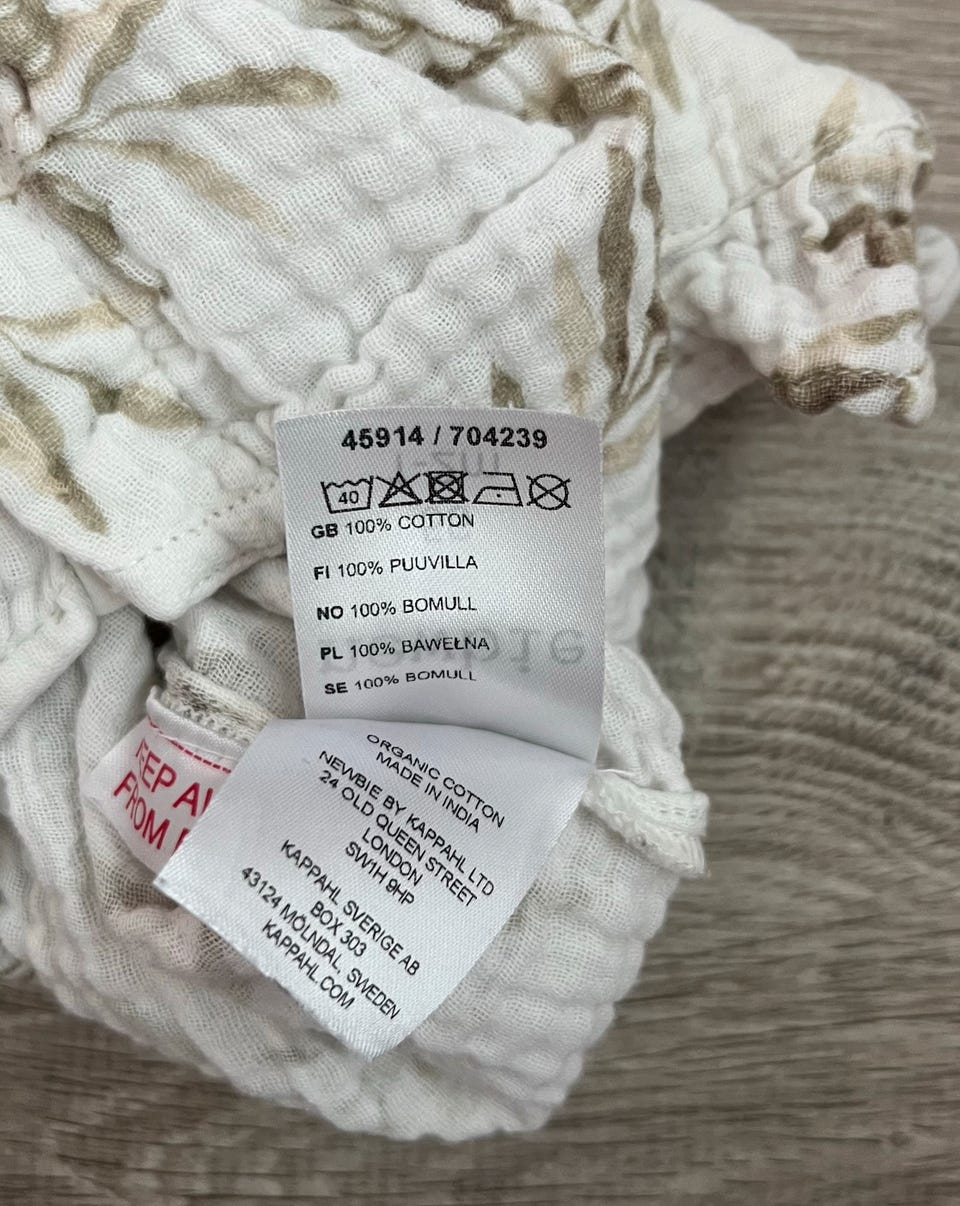 45914 / 704239
40
GB 100% COTTON
FI 100% PUUVILLA
NO 100% BOMULL
PL 100% BAWEŁNA
SE 100% BOMULL
ORGANIC COTTON
MADE IN INDIA
NEWBIE BY KAPPAHL LTD
24 OLD QUEEN STREET
LONDON
SW1H 9HP
KAPPAHL SVERIGE AB
BOX 303
43124 MÖLNDAL, SWEDEN
KAPPAHL.COM
KEEP
FROM